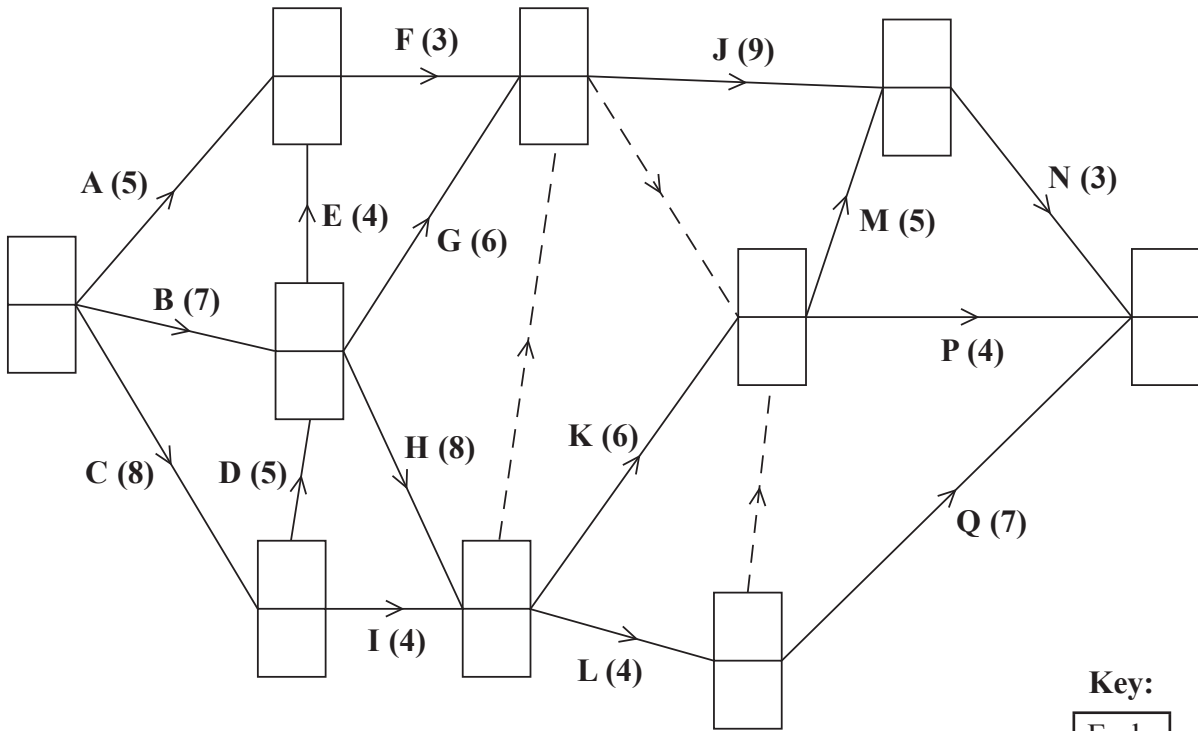 F (3)
J (9)
A (5)
E (4)
G (6)
M (5)
N (3)
B (7)
P (4)
C (8)
D (5)
H (8)
K (6)
Q (7)
I (4)
L (4)
Key: